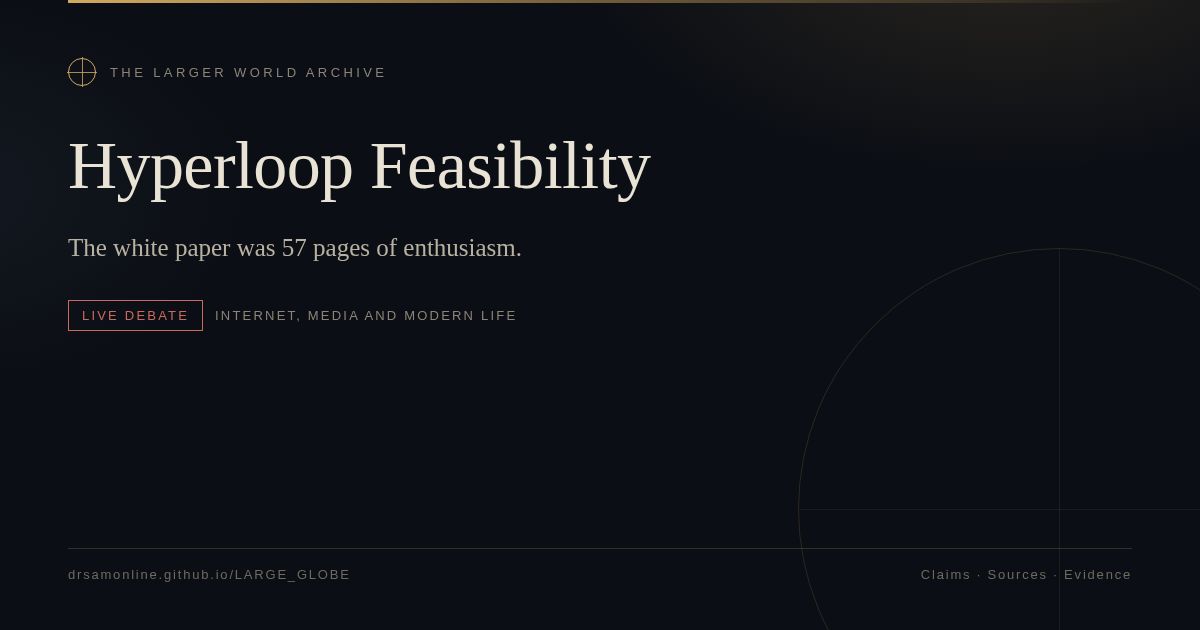 THE LARGER WORLD ARCHIVE
Hyperloop Feasibility
The white paper was 57 pages of enthusiasm.
LIVE DEBATE INTERNET, MEDIA AND MODERN LIFE
drsamonline.github.io/LARGE_GLOBE Claims · Sources · Evidence